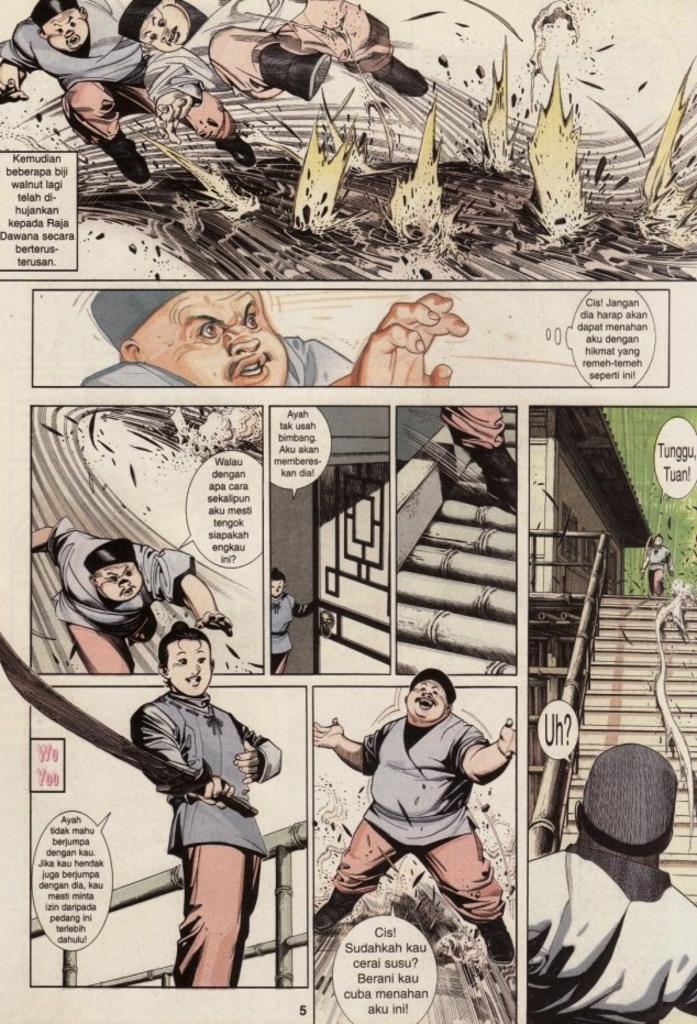 Kemudian
beberapa biji
walnut lagi
telah di-
hujankan
kepada Raja
Dawana secara
berterus-
terusan.
Cis! Jangan
dia harap akan
dapat menahan
aku dengan
hikmat yang
remeh-temeh
seperti ini!
Walau
dengan
apa cara
sekalipun
aku mesti
tengok
siapakah
engkau
ini?
Ayah
tak usah
bimbang.
Aku akan
memberes-
kan dia!
Tunggu,
Tuan!
Uh?
Wu
You
Ayah
tidak mahu
berjumpa
dengan kau.
Jika kau hendak
juga berjumpa
dengan dia, kau
mesti minta
izin daripada
pedang ini
terlebih
dahulu!
Cis!
Sudahkah kau
cerai susu?
Berani kau
cuba menahan
aku ini!
5